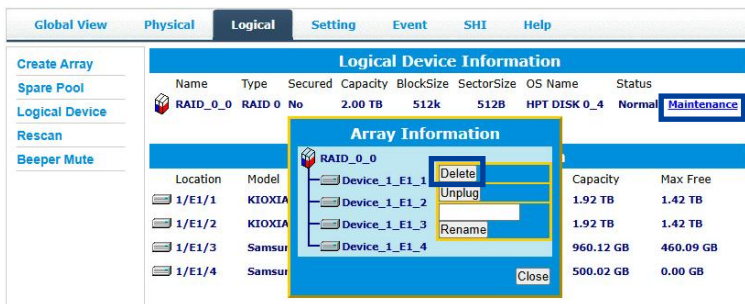 Global View Physical Logical Setting Event SHI Help
Create Array
Spare Pool
Logical Device
Rescan
Beeper Mute
Logical Device Information
Name Type Secured Capacity BlockSize SectorSize OS Name Status
RAID_0_0 RAID 0 No 2.00 TB 512k 512B HPT DISK 0_4 Normal Maintenance
Array Information
RAID_0_0
Device_1_E1_1
Device_1_E1_2
Device_1_E1_3
Device_1_E1_4
Delete
Unplug
Rename
Close
Location Model Capacity Max Free
1/E1/1 KIOXIA 1.92 TB 1.42 TB
1/E1/2 KIOXIA 1.92 TB 1.42 TB
1/E1/3 Samsu 960.12 GB 460.09 GB
1/E1/4 Samsu 500.02 GB 0.00 GB